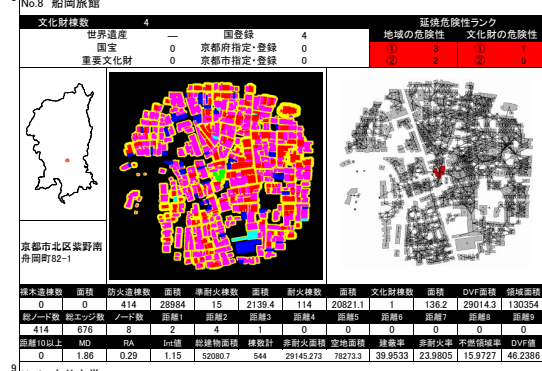 No.8 船岡旅館
文化財棟数 4
世界遺産 — 国登録 4
国宝 0 京都府指定・登録 0
重要文化財 0 京都市指定・登録 0
延焼危険性ランク
地域の危険性 文化財の危険性
① 3 ① 1
② 2 ② 5
京都市北区紫野南
舟岡町82-1
裸木造棟数 面積 防火造棟数 面積 準耐火棟数 面積 耐火棟数 面積 文化財棟数 面積 DVF面積 領域面積
0 0 414 28984 15 2139.4 114 20821.1 1 136.2 29014.3 130354
総ノード数 総エッジ数 ノード数 距離1 距離2 距離3 距離4 距離5 距離6 距離7 距離8 距離9
414 676 8 2 4 1 0 0 0 0 0 0
距離10以上 MD RA Int値 総建物面積 棟数計 非耐火面積 空地面積 建蔽率 非耐火率 不燃領域率 DVF値
0 1.86 0.29 1.15 52080.7 544 29145.273 78273.3 39.9533 23.9805 15.9727 46.2386